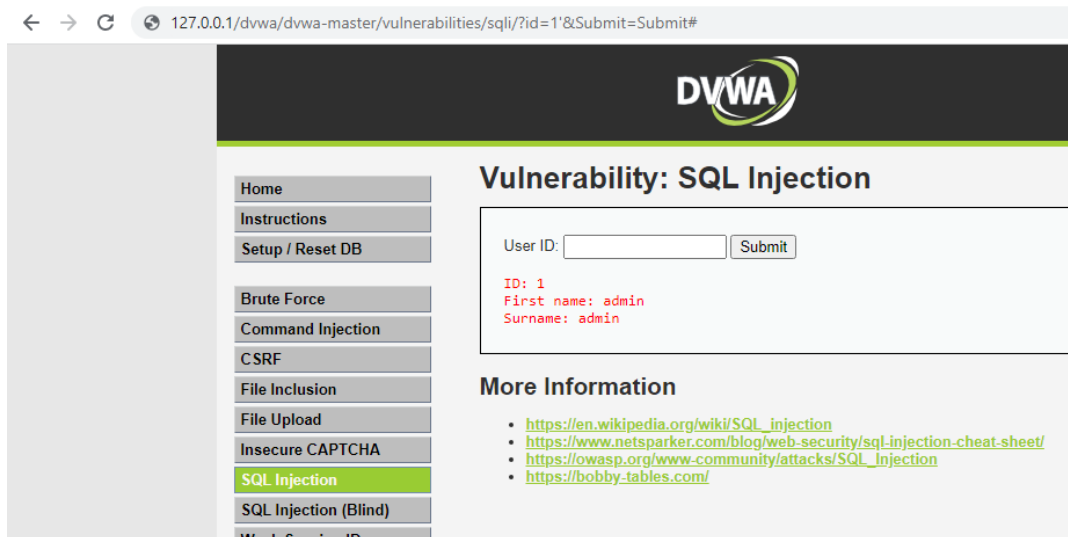 127.0.0.1/dvwa/dvwa-master/vulnerabilities/sqli/?id=1'&Submit=Submit#
DVWA
Home
Instructions
Setup / Reset DB
Brute Force
Command Injection
CSRF
File Inclusion
File Upload
Insecure CAPTCHA
SQL Injection
SQL Injection (Blind)
Vulnerability: SQL Injection
User ID: Submit
ID: 1
First name: admin
Surname: admin
More Information
https://en.wikipedia.org/wiki/SQL_injection
https://www.netsparker.com/blog/web-security/sql-injection-cheat-sheet/
https://owasp.org/www-community/attacks/SQL_Injection
https://bobby-tables.com/